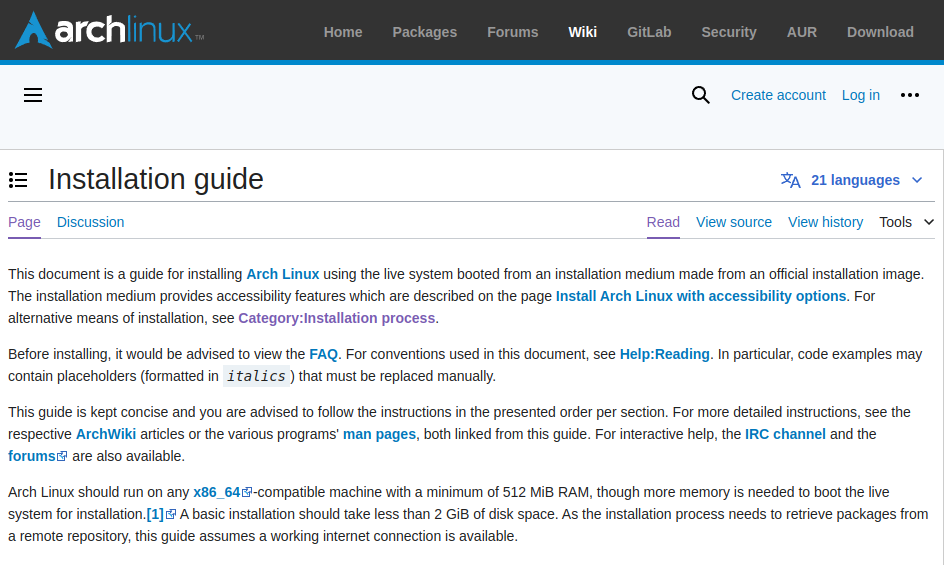 archlinux™
Home Packages Forums Wiki GitLab Security AUR Download
Create account Log in
Installation guide
21 languages
Page Discussion Read View source View history Tools
This document is a guide for installing Arch Linux using the live system booted from an installation medium made from an official installation image.
The installation medium provides accessibility features which are described on the page Install Arch Linux with accessibility options. For
alternative means of installation, see Category:Installation process.
Before installing, it would be advised to view the FAQ. For conventions used in this document, see Help:Reading. In particular, code examples may
contain placeholders (formatted in italics) that must be replaced manually.
This guide is kept concise and you are advised to follow the instructions in the presented order per section. For more detailed instructions, see the
respective ArchWiki articles or the various programs' man pages, both linked from this guide. For interactive help, the IRC channel and the
forums are also available.
Arch Linux should run on any x86_64-compatible machine with a minimum of 512 MiB RAM, though more memory is needed to boot the live
system for installation.[1] A basic installation should take less than 2 GiB of disk space. As the installation process needs to retrieve packages from
a remote repository, this guide assumes a working internet connection is available.